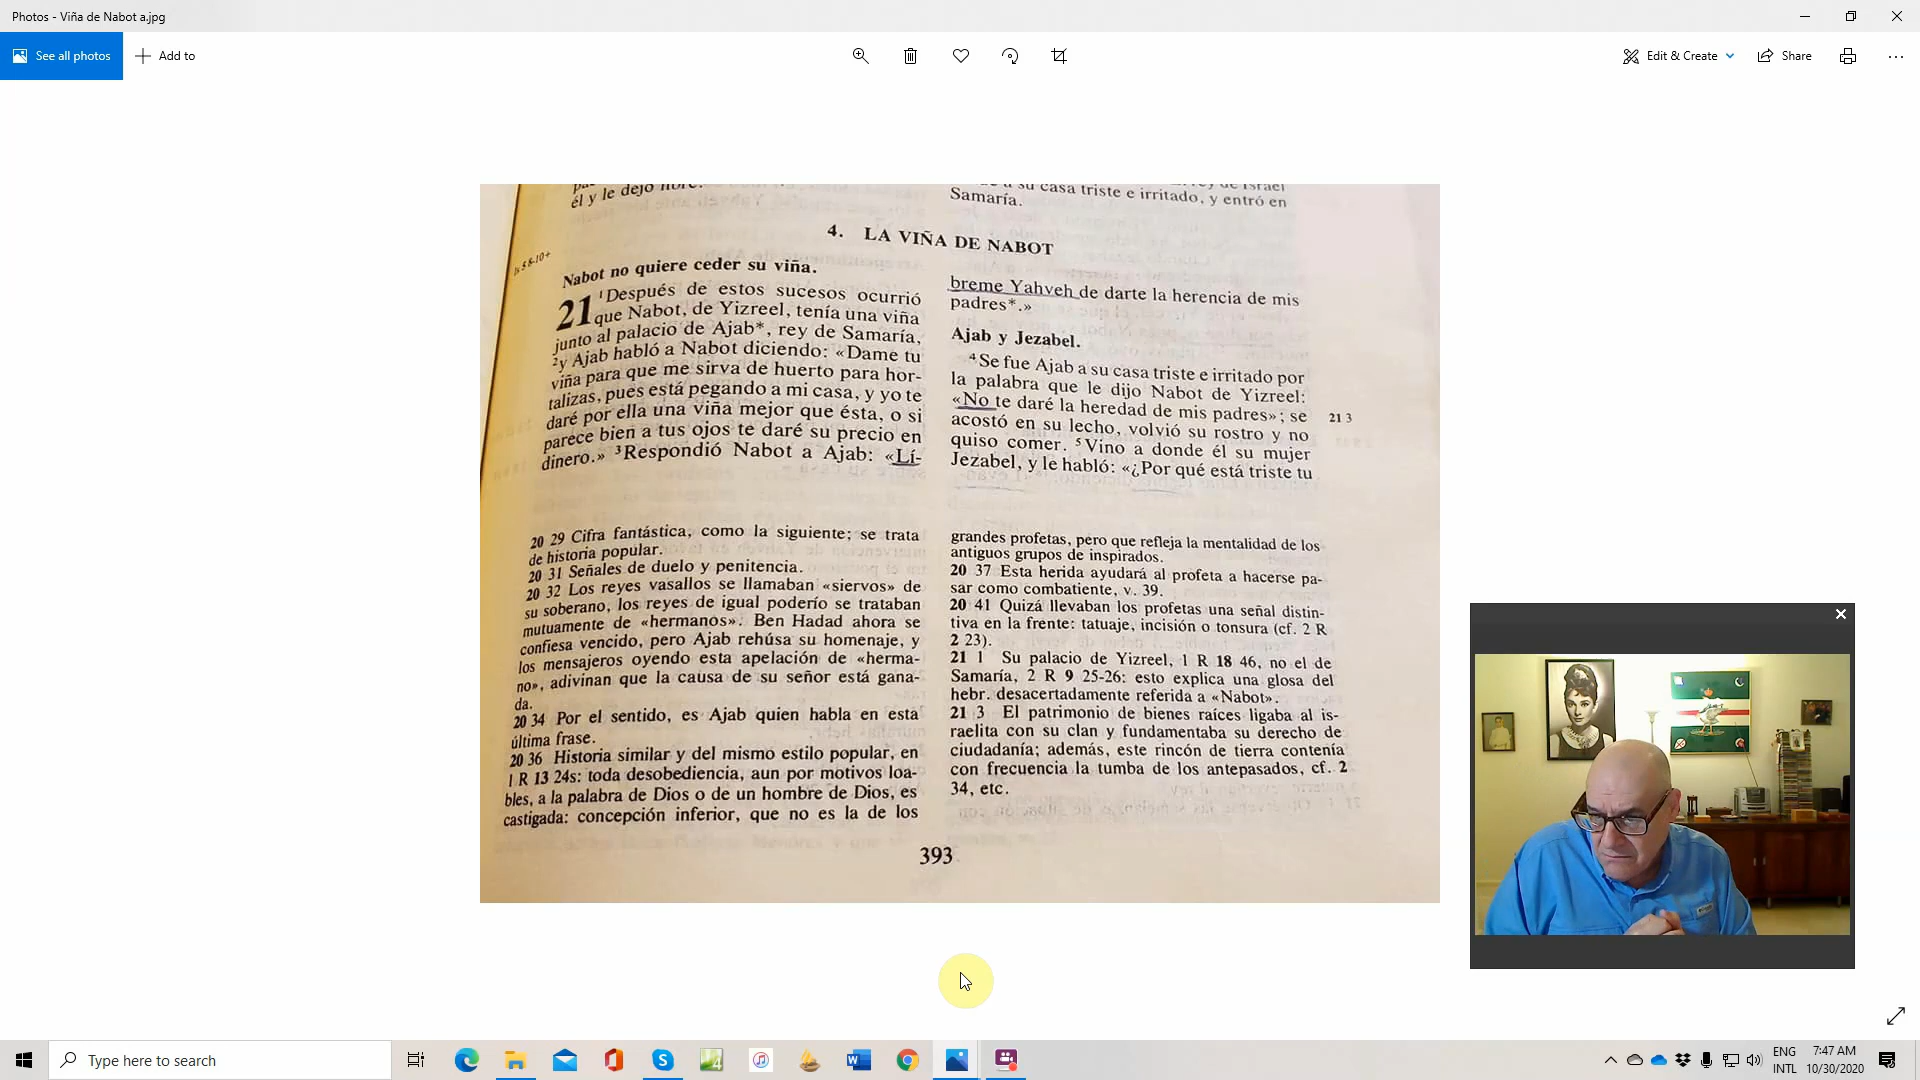 Photos - Viña de Nabot a.jpg
See all photos
Add to
Edit & Create
Share
él y le dejó libre.
a su casa triste e irritado, y entró en
Samaría.
4. LA VIÑA DE NABOT
Is 5 8-10+
Nabot no quiere ceder su viña.
21 1Después de estos sucesos ocurrió
que Nabot, de Yizreel, tenía una viña
junto al palacio de Ajab*, rey de Samaría,
2y Ajab habló a Nabot diciendo: «Dame tu
viña para que me sirva de huerto para hor-
talizas, pues está pegando a mi casa, y yo te
daré por ella una viña mejor que ésta, o si
parece bien a tus ojos te daré su precio en
dinero.» 3Respondió Nabot a Ajab: «Lí-
breme Yahveh de darte la herencia de mis
padres*.»
Ajab y Jezabel.
4Se fue Ajab a su casa triste e irritado por
la palabra que le dijo Nabot de Yizreel:
«No te daré la heredad de mis padres»; se
acostó en su lecho, volvió su rostro y no
quiso comer. 5Vino a donde él su mujer
Jezabel, y le habló: «¿Por qué está triste tu
21 3
20 29 Cifra fantástica, como la siguiente; se trata
de historia popular.
20 31 Señales de duelo y penitencia.
20 32 Los reyes vasallos se llamaban «siervos» de
su soberano, los reyes de igual poderío se trataban
mutuamente de «hermanos». Ben Hadad ahora se
confiesa vencido, pero Ajab rehúsa su homenaje, y
los mensajeros oyendo esta apelación de «herma-
no», adivinan que la causa de su señor está gana-
da.
20 34 Por el sentido, es Ajab quien habla en esta
última frase.
20 36 Historia similar y del mismo estilo popular, en
1 R 13 24s: toda desobediencia, aun por motivos loa-
bles, a la palabra de Dios o de un hombre de Dios, es
castigada: concepción inferior, que no es la de los
grandes profetas, pero que refleja la mentalidad de los
antiguos grupos de inspirados.
20 37 Esta herida ayudará al profeta a hacerse pa-
sar como combatiente, v. 39.
20 41 Quizá llevaban los profetas una señal distin-
tiva en la frente: tatuaje, incisión o tonsura (cf. 2 R
2 23).
21 1 Su palacio de Yizreel, 1 R 18 46, no el de
Samaría, 2 R 9 25-26: esto explica una glosa del
hebr. desacertadamente referida a «Nabot».
21 3 El patrimonio de bienes raíces ligaba al is-
raelita con su clan y fundamentaba su derecho de
ciudadanía; además, este rincón de tierra contenía
con frecuencia la tumba de los antepasados, cf. 2
34, etc.
393
Type here to search
ENG
INTL
7:47 AM
10/30/2020